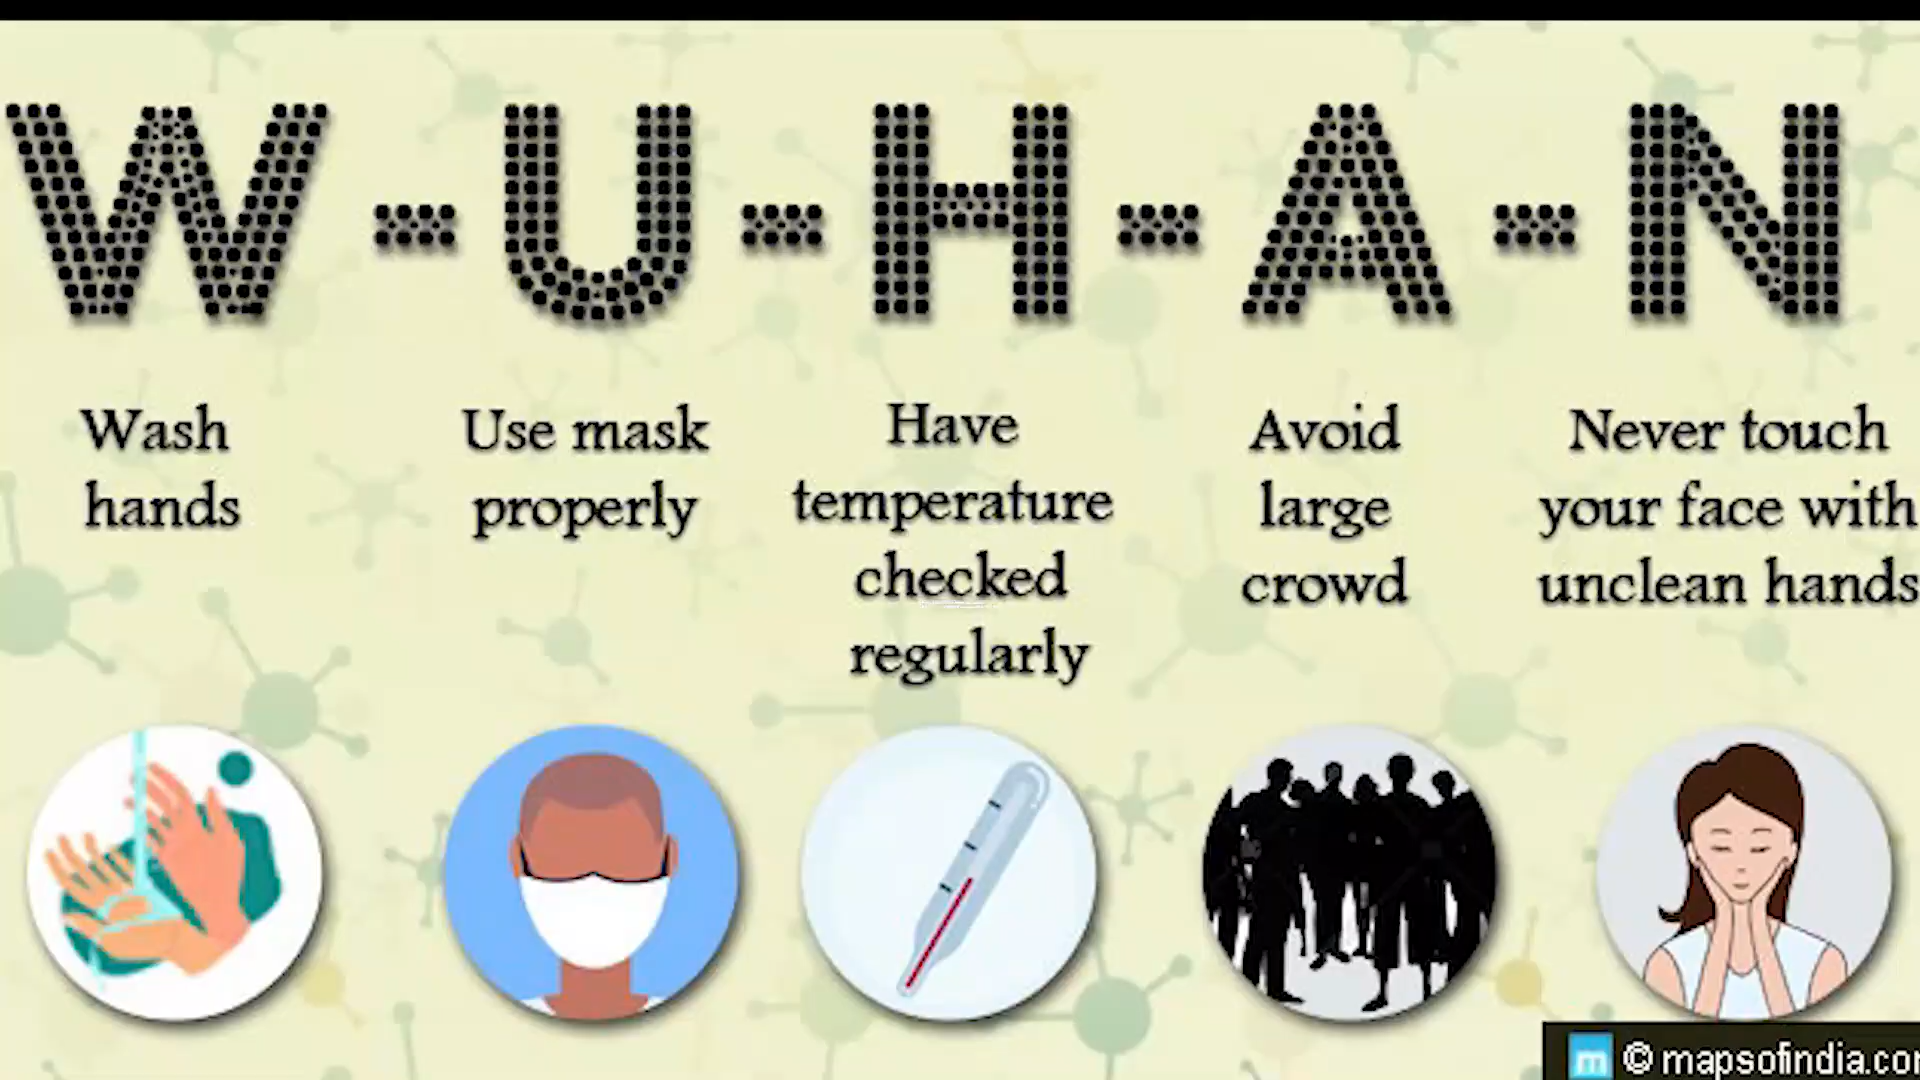 W-U-H-A-N
Wash
hands
Use mask
properly
Have
temperature
checked
regularly
Avoid
large
crowd
Never touch
your face with
unclean hands
m © mapsofindia.com